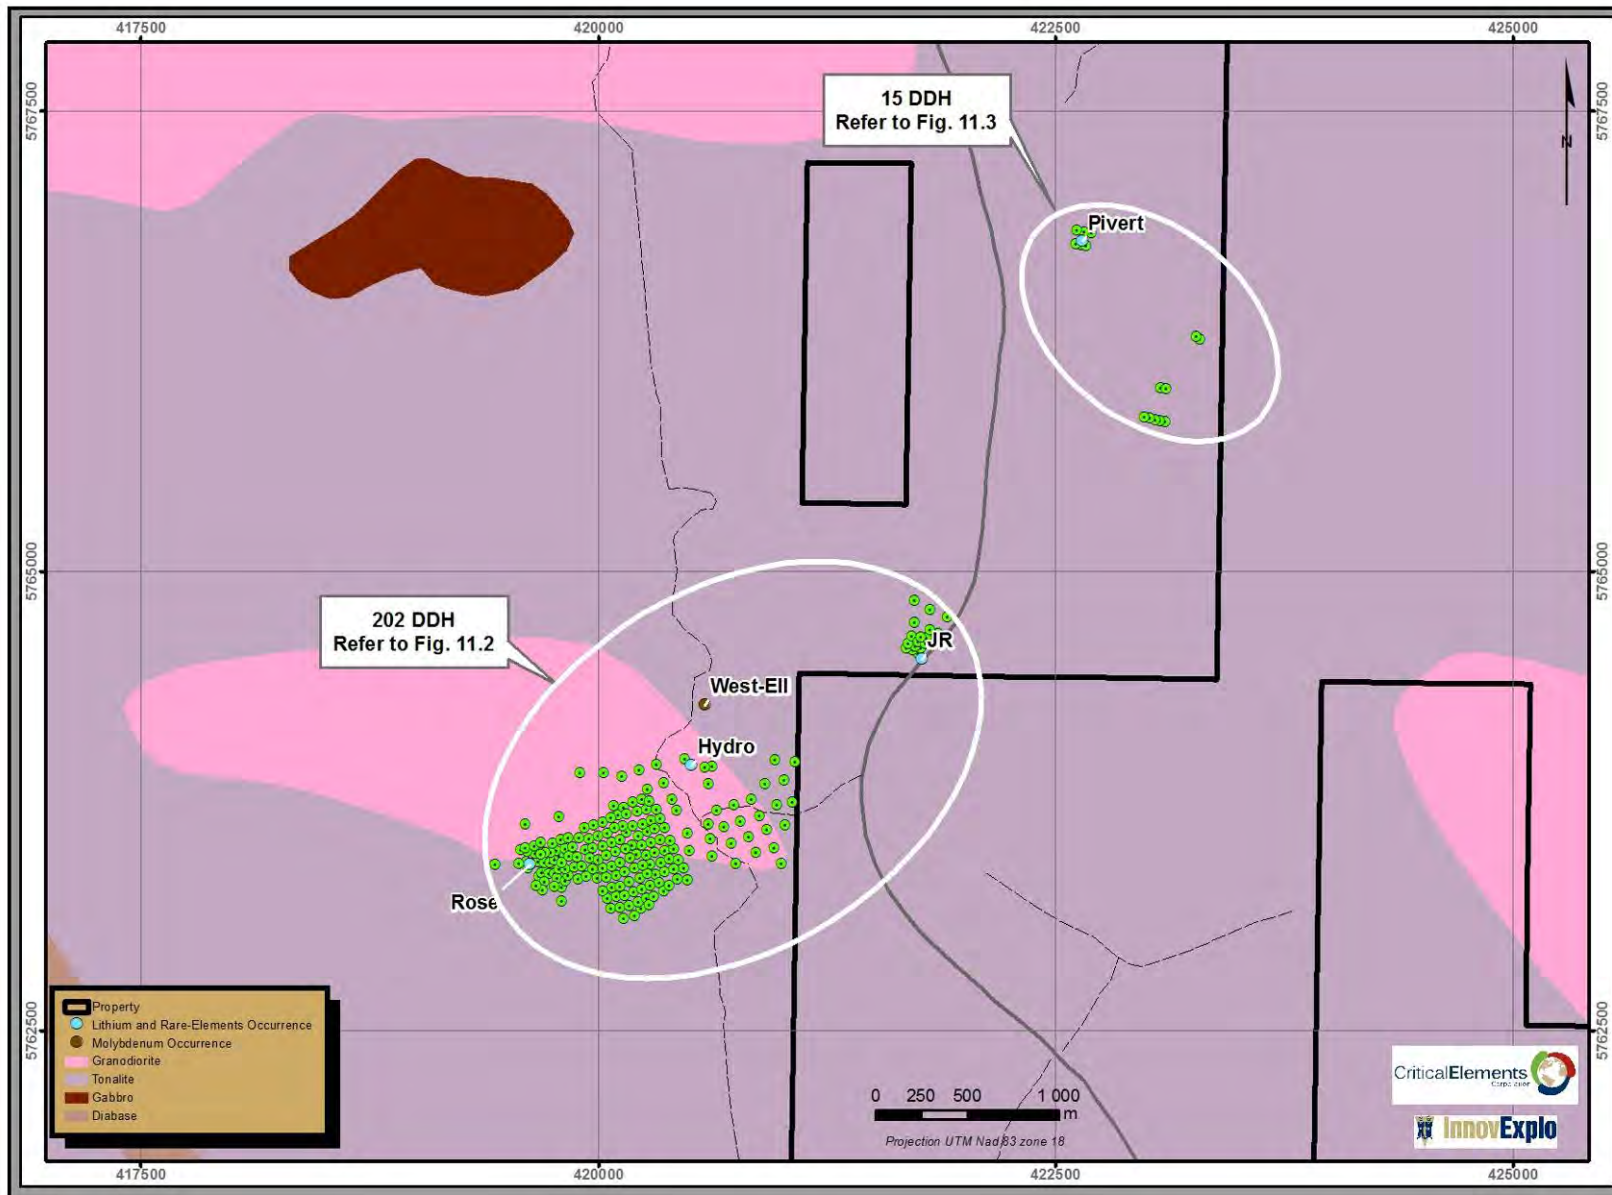 417500
420000
422500
425000
5767500
5767500
15 DDH
Refer to Fig. 11.3
N
Pivert
5765000
5765000
202 DDH
Refer to Fig. 11.2
JR
West-Ell
Hydro
Rose
5762500
5762500
Property
Lithium and Rare-Elements Occurrence
Molybdenum Occurrence
Granodiorite
Tonalite
Gabbro
Diabase
0 250 500 1 000
m
Projection UTM Nad 83 zone 18
CriticalElements
Corporation
InnovExplo
417500
420000
422500
425000